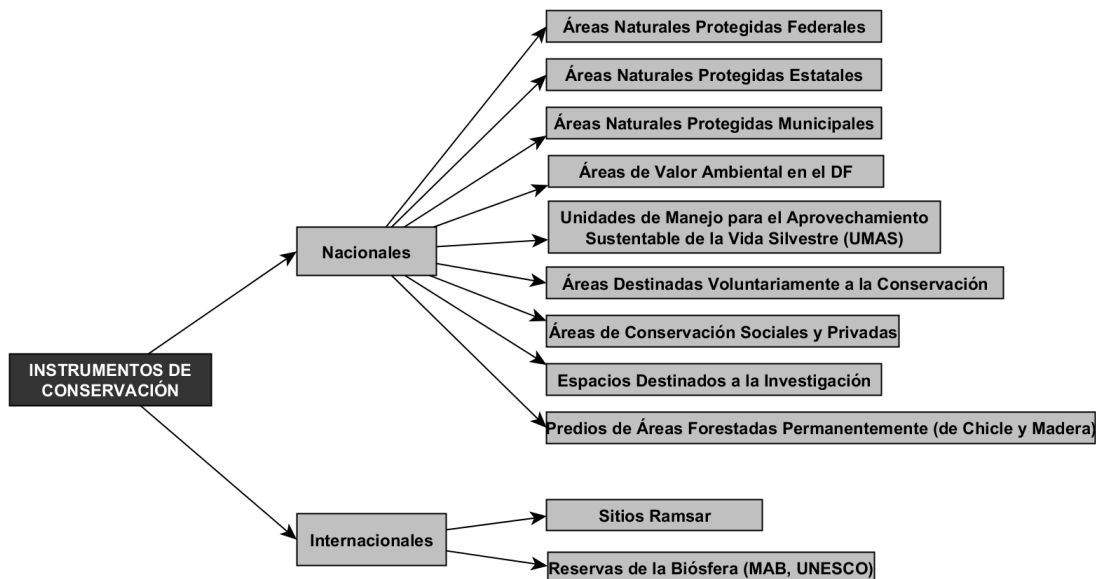 INSTRUMENTOS DE
CONSERVACIÓN
Nacionales
Áreas Naturales Protegidas Federales
Áreas Naturales Protegidas Estatales
Áreas Naturales Protegidas Municipales
Áreas de Valor Ambiental en el DF
Unidades de Manejo para el Aprovechamiento
Sustentable de la Vida Silvestre (UMAS)
Áreas Destinadas Voluntariamente a la Conservación
Áreas de Conservación Sociales y Privadas
Espacios Destinados a la Investigación
Predios de Áreas Forestadas Permanentemente (de Chicle y Madera)
Internacionales
Sitios Ramsar
Reservas de la Biósfera (MAB, UNESCO)